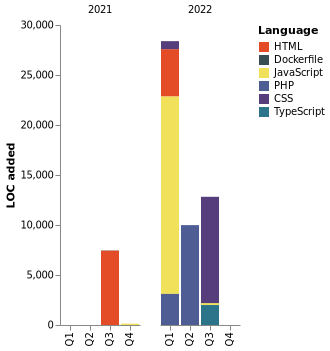 2021 2022
Language
HTML
Dockerfile
JavaScript
PHP
CSS
TypeScript
LOC added
30,000
25,000
20,000
15,000
10,000
5,000
0
Q1 Q2 Q3 Q4 Q1 Q2 Q3 Q4